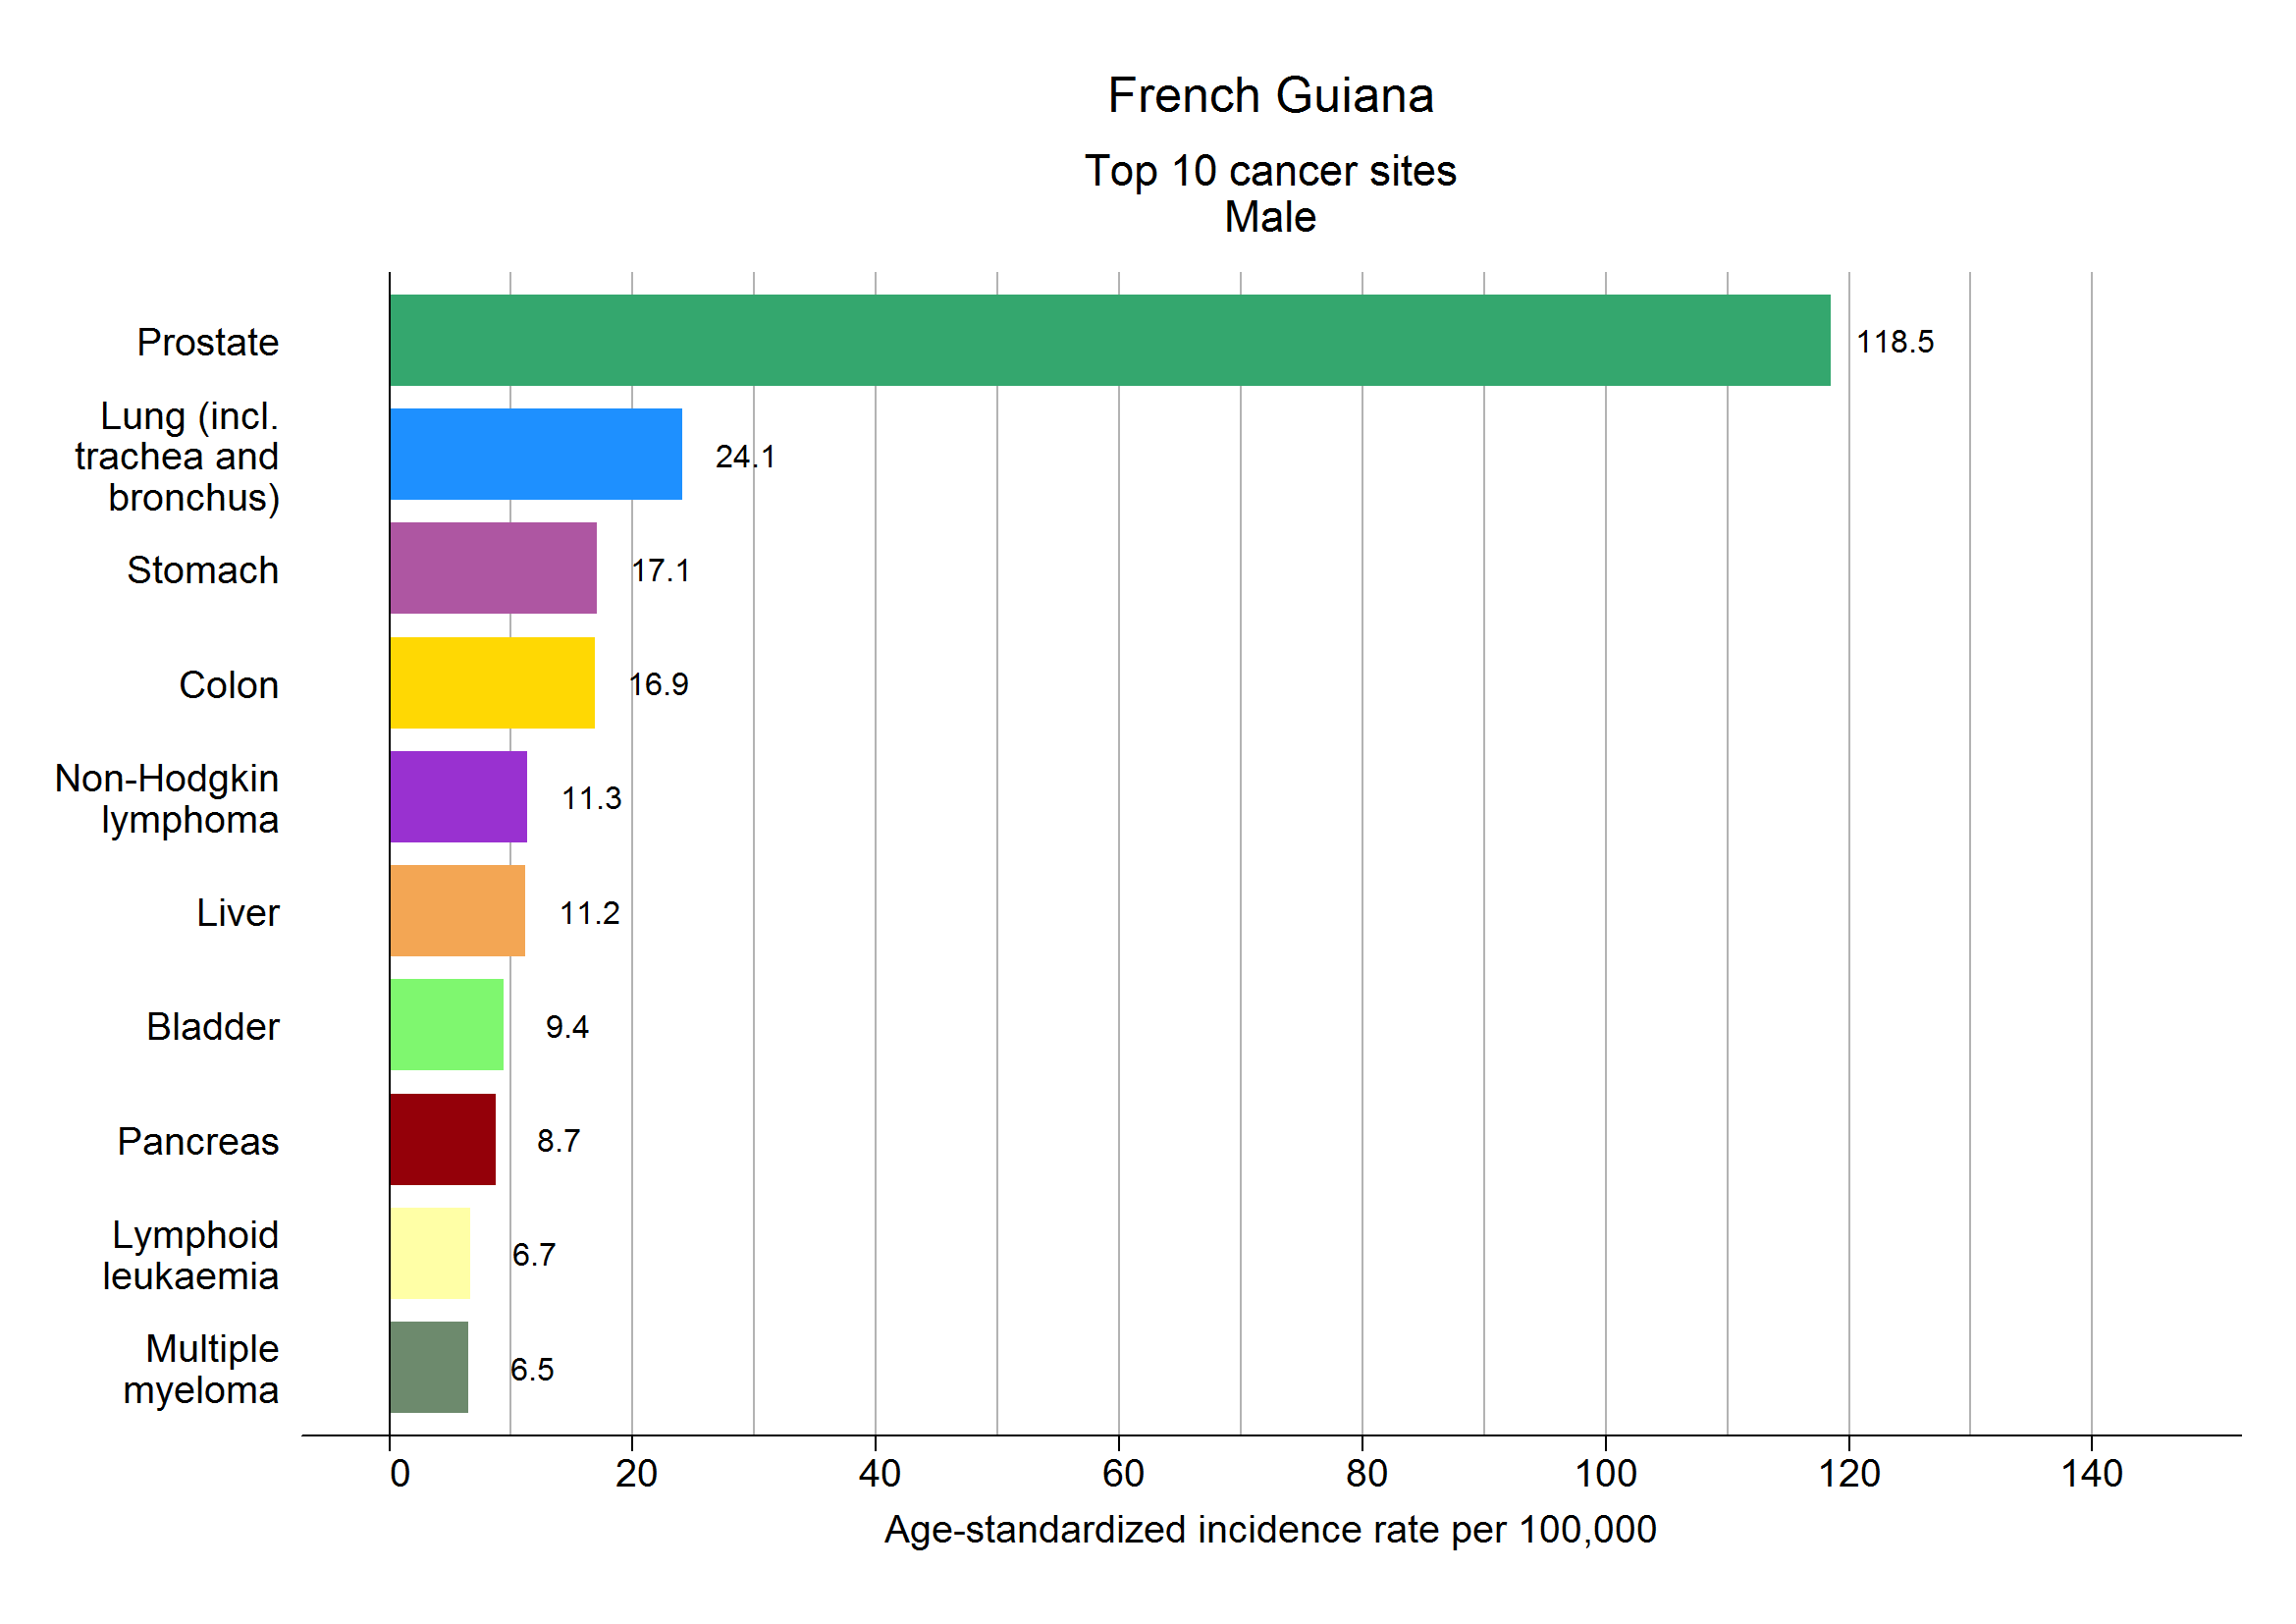 French Guiana
Top 10 cancer sites
Male
Prostate
118.5
Lung (incl.
trachea and
bronchus)
24.1
Stomach
17.1
Colon
16.9
Non-Hodgkin
lymphoma
11.3
Liver
11.2
Bladder
9.4
Pancreas
8.7
Lymphoid
leukaemia
6.7
Multiple
myeloma
6.5
0 20 40 60 80 100 120 140
Age-standardized incidence rate per 100,000